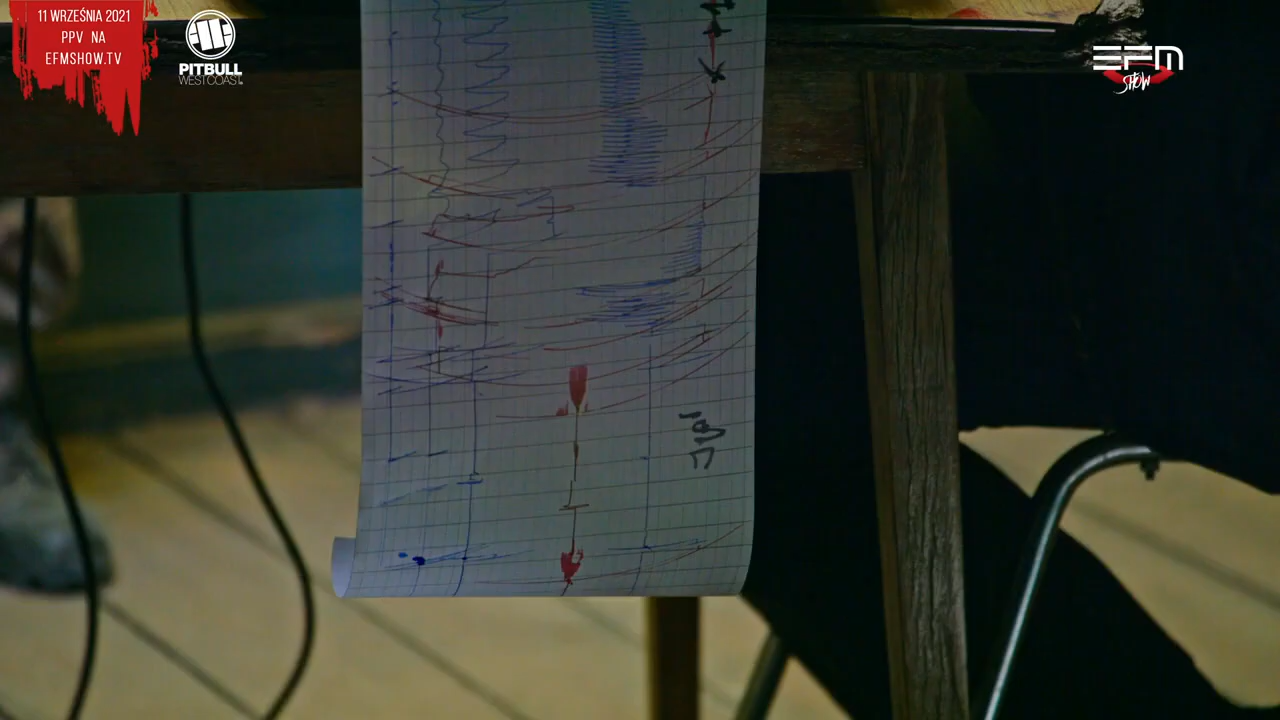 11 WRZEŚNIA 2021
PPV NA
EFMSHOW.TV
PITBULL
WESTCOAST
EFM
SHOW